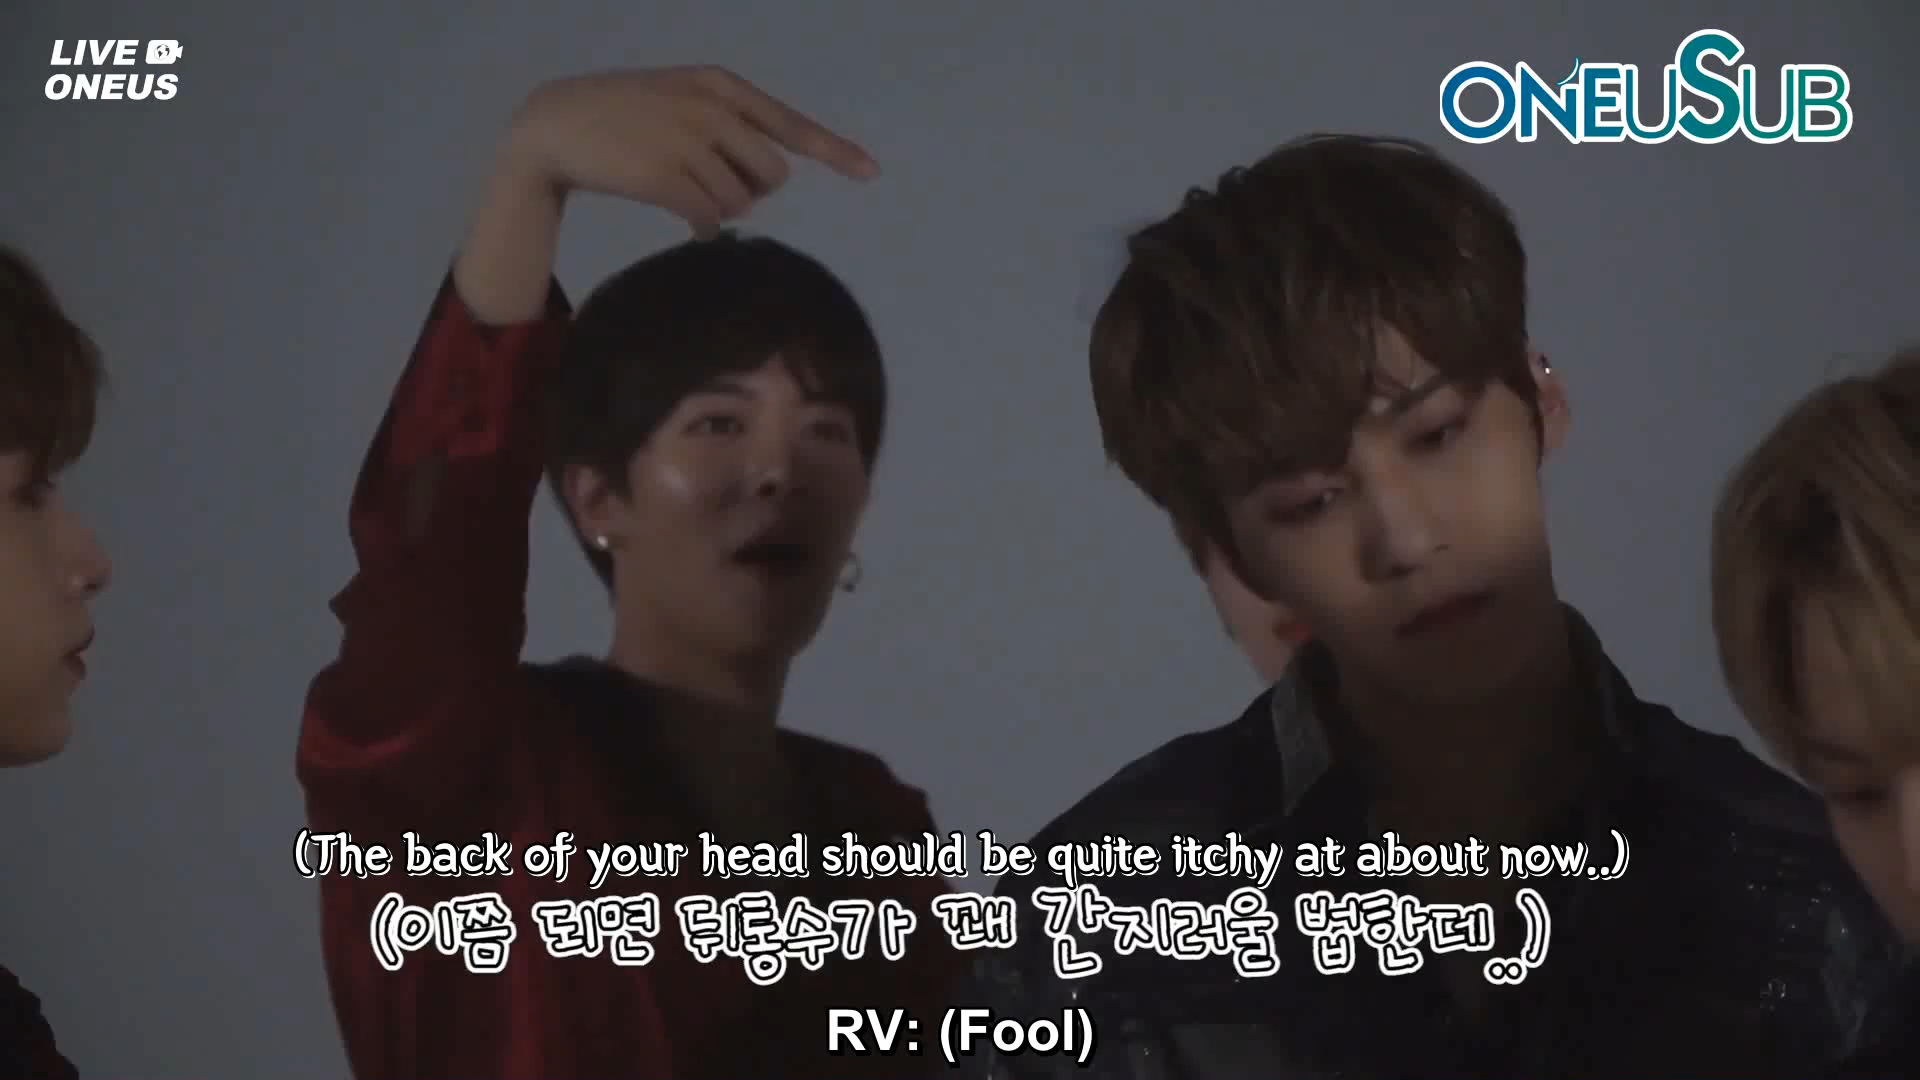 LIVE
ONEUS
ONEUSUB
(The back of your head should be quite itchy at about now..)
(이쯤 되면 뒤통수가 꽤 간지러울 법한데..)
RV: (Fool)